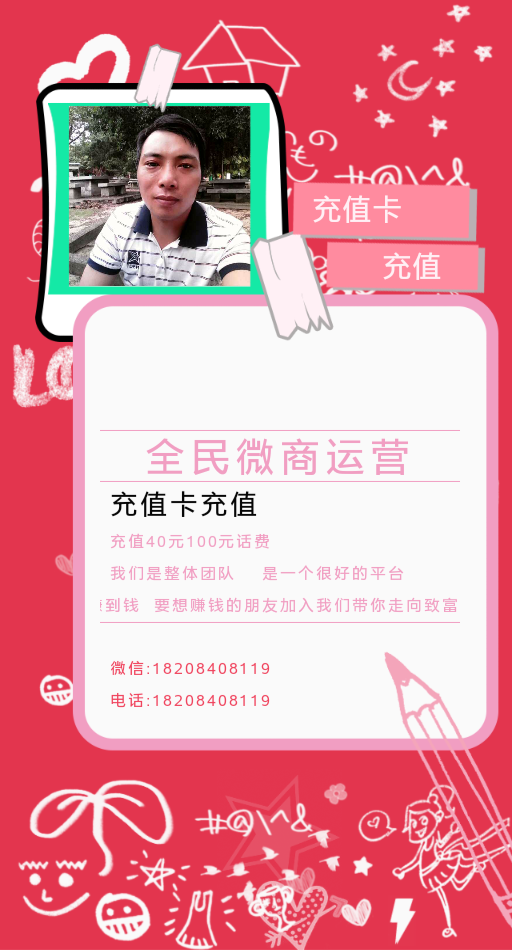 充值卡
充值
全民微商运营
充值卡充值
充值40元100元话费
我们是整体团队 是一个很好的平台
到钱 要想赚钱的朋友加入我们带你走向致富
微信:18208408119
电话:18208408119
#@\^&
#@\^&